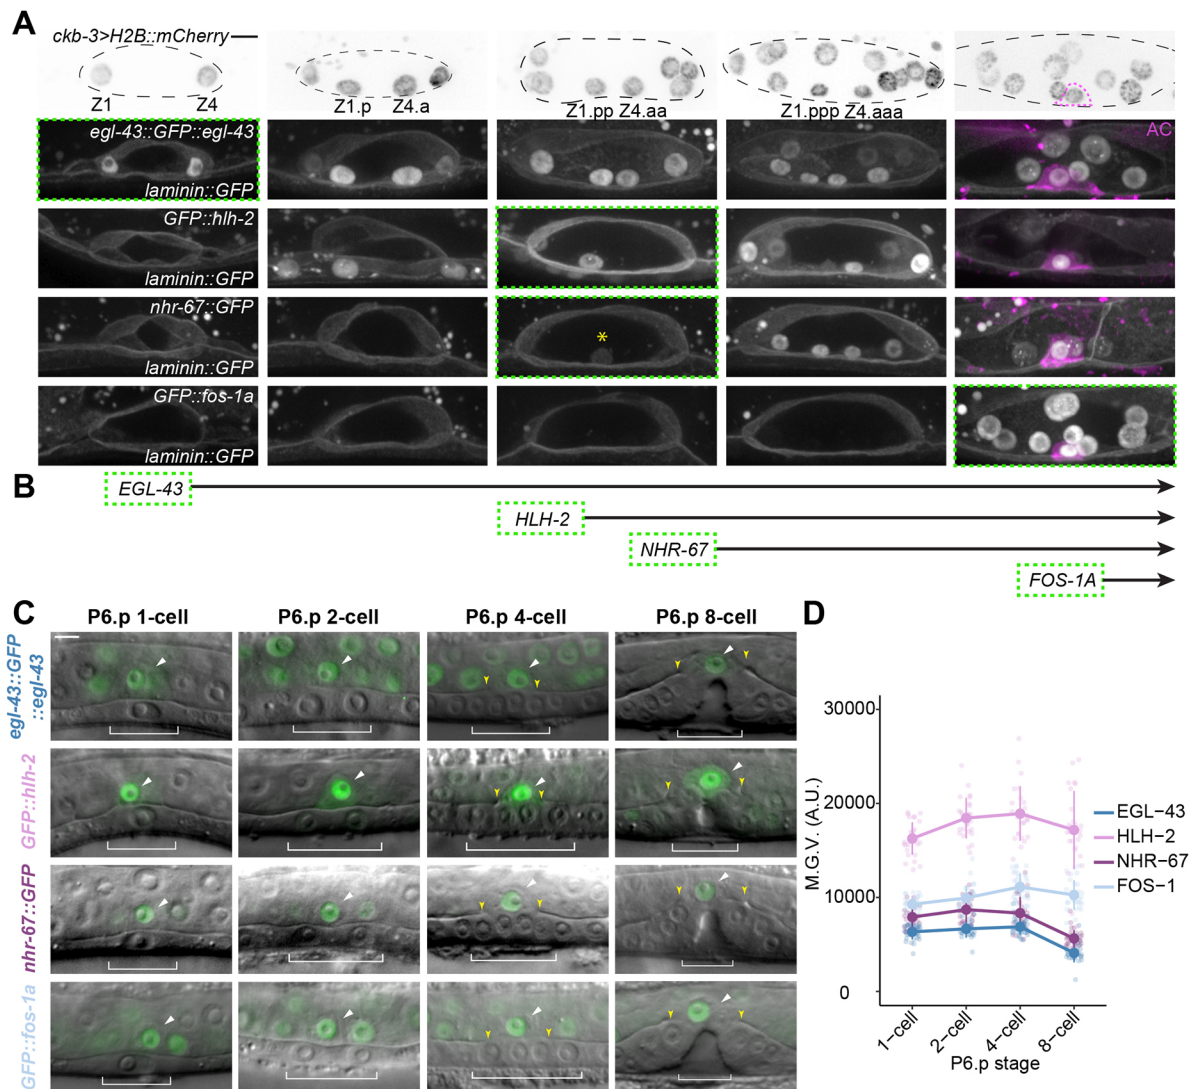 A
ckb-3>H2B::mCherry
Z1
Z4
Z1.p
Z4.a
Z1.pp
Z4.aa
Z1.ppp
Z4.aaa
egl-43::GFP::egl-43
laminin::GFP
AC
GFP::hlh-2
laminin::GFP
nhr-67::GFP
laminin::GFP
*
GFP::fos-1a
laminin::GFP
B
EGL-43
HLH-2
NHR-67
FOS-1A
C
P6.p 1-cell
P6.p 2-cell
P6.p 4-cell
P6.p 8-cell
egl-43::GFP
::egl-43
GFP::hlh-2
nhr-67::GFP
GFP::fos-1a
D
M.G.V. (A.U.)
30000
20000
10000
0
EGL−43
HLH−2
NHR−67
FOS−1
1−cell
2−cell
4−cell
8−cell
P6.p stage